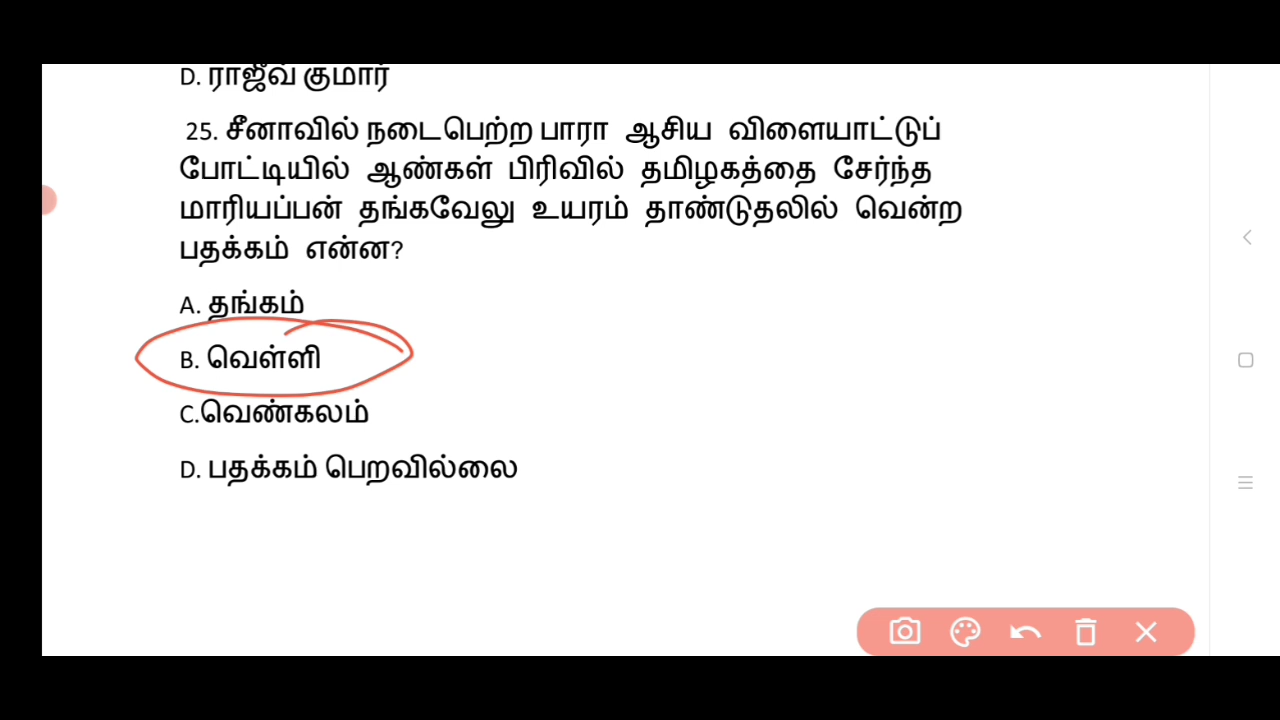 D. ராஜீவ் குமார்
25. சீனாவில் நடைபெற்ற பாரா ஆசிய விளையாட்டுப்
போட்டியில் ஆண்கள் பிரிவில் தமிழகத்தை சேர்ந்த
மாரியப்பன் தங்கவேலு உயரம் தாண்டுதலில் வென்ற
பதக்கம் என்ன?
A. தங்கம்
B. வெள்ளி
C.வெண்கலம்
D. பதக்கம் பெறவில்லை